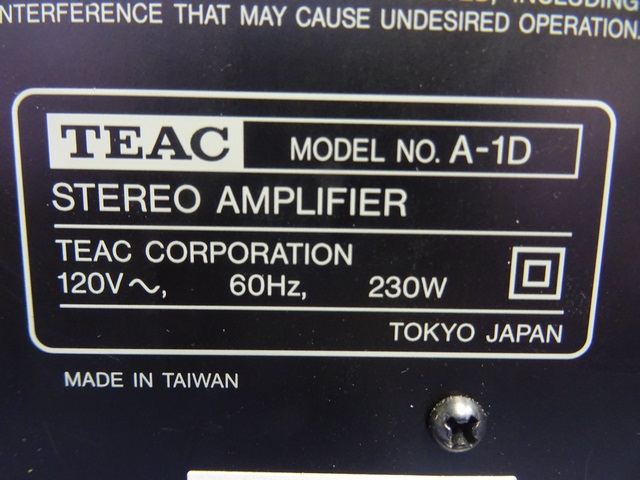 INTERFERENCE THAT MAY CAUSE UNDESIRED OPERATION.
TEAC MODEL NO. A-1D
STEREO AMPLIFIER
TEAC CORPORATION
120V～, 60Hz, 230W
TOKYO JAPAN
MADE IN TAIWAN